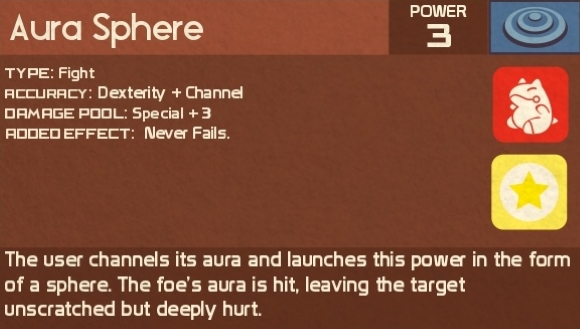 Aura Sphere
POWER
3
TYPE: Fight
ACCURACY: Dexterity + Channel
DAMAGE POOL: Special + 3
ADDED EFFECT: Never Fails.
The user channels its aura and launches this power in the form
of a sphere. The foe's aura is hit, leaving the target
unscratched but deeply hurt.